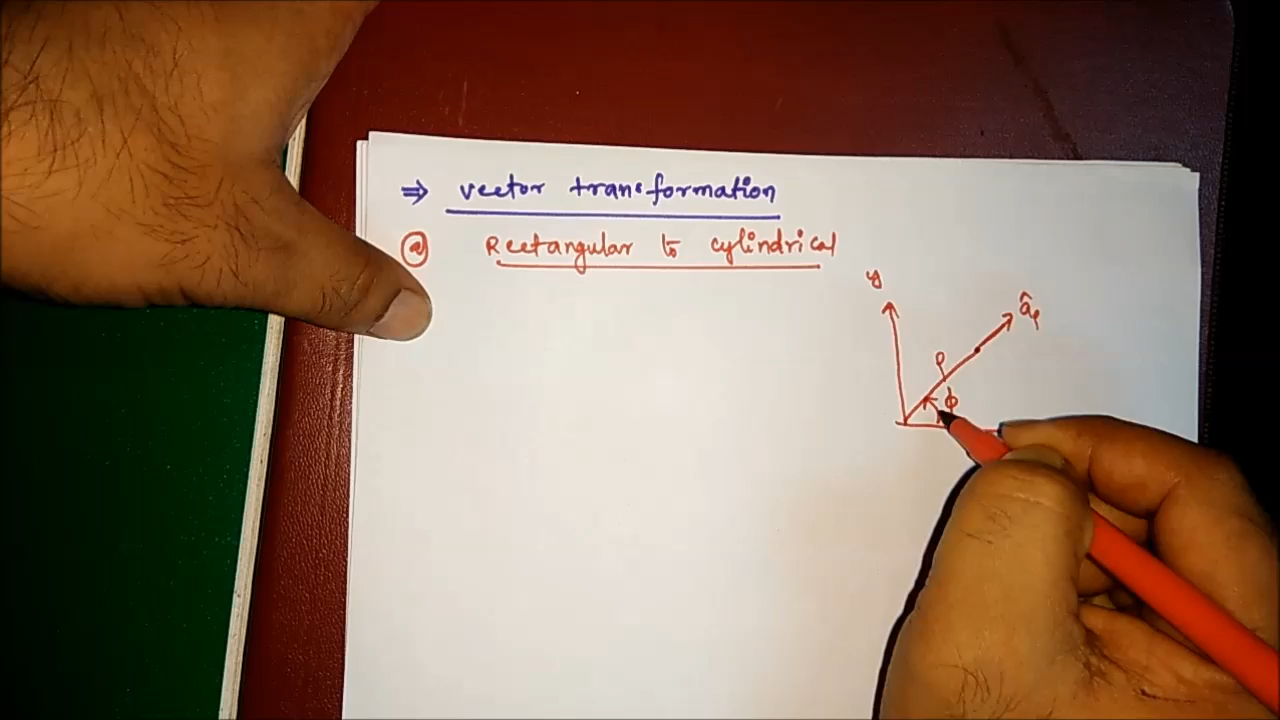 ⇒ vector transformation
ⓐ Rectangular to cylindrical
y
âρ
ρ
ϕ